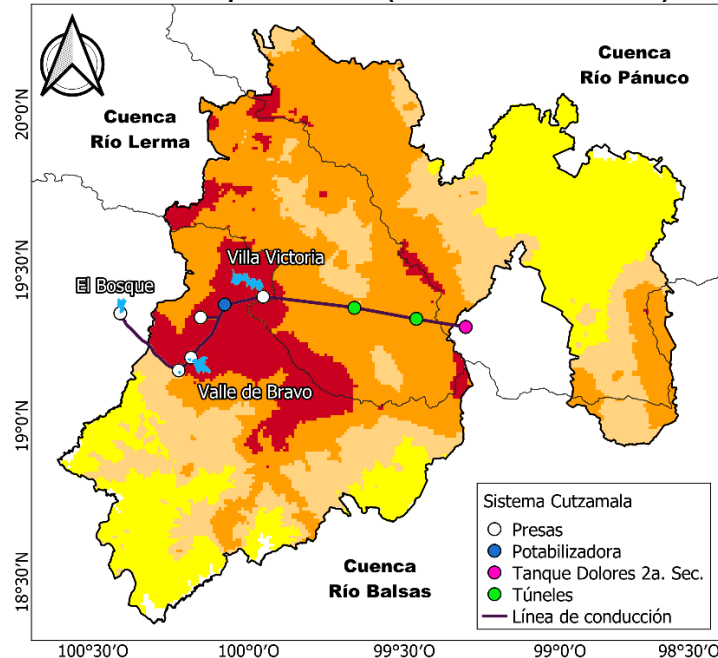 Cuenca
Río Pánuco
Cuenca
Río Lerma
Villa Victoria
El Bosque
Valle de Bravo
Cuenca
Río Balsas
Sistema Cutzamala
Presas
Potabilizadora
Tanque Dolores 2a. Sec.
Túneles
Línea de conducción
20°0'N
19°30'N
19°0'N
18°30'N
100°30'O
100°0'O
99°30'O
99°0'O
98°30'O